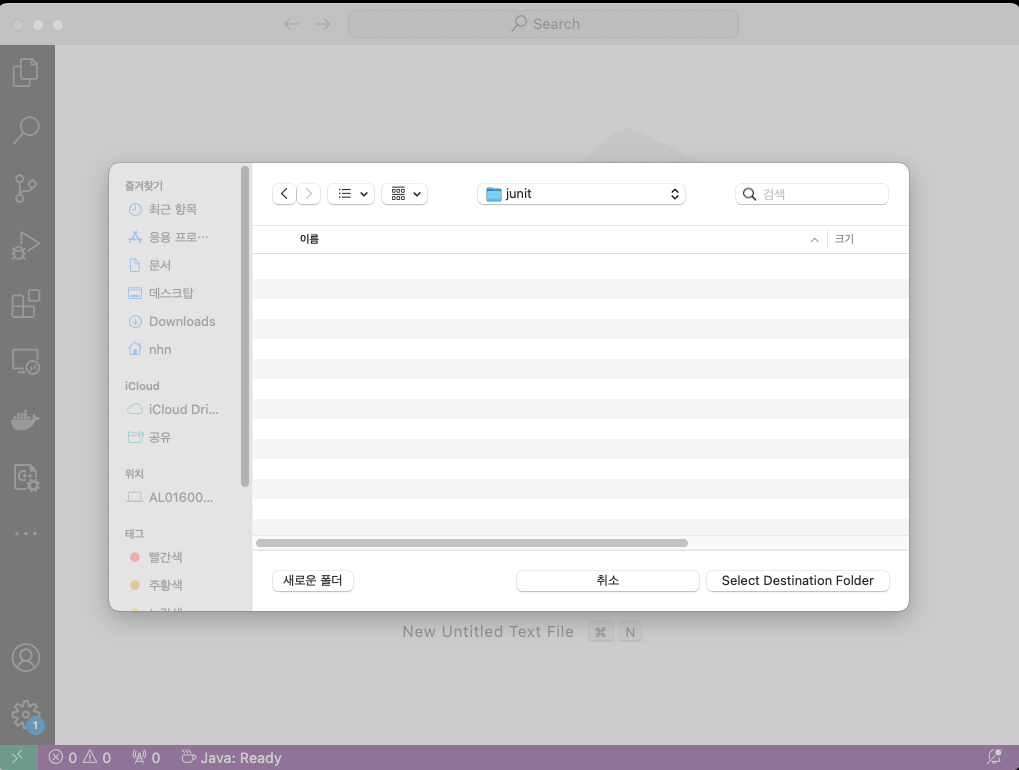 Search
즐겨찾기
최근 항목
응용 프로…
문서
데스크탑
Downloads
nhn
iCloud
iCloud Dri...
공유
위치
AL01600...
태그
빨간색
주황색
junit
검색
이름
크기
새로운 폴더
취소
Select Destination Folder
New Untitled Text File ⌘ N
1
0 0 0 Java: Ready